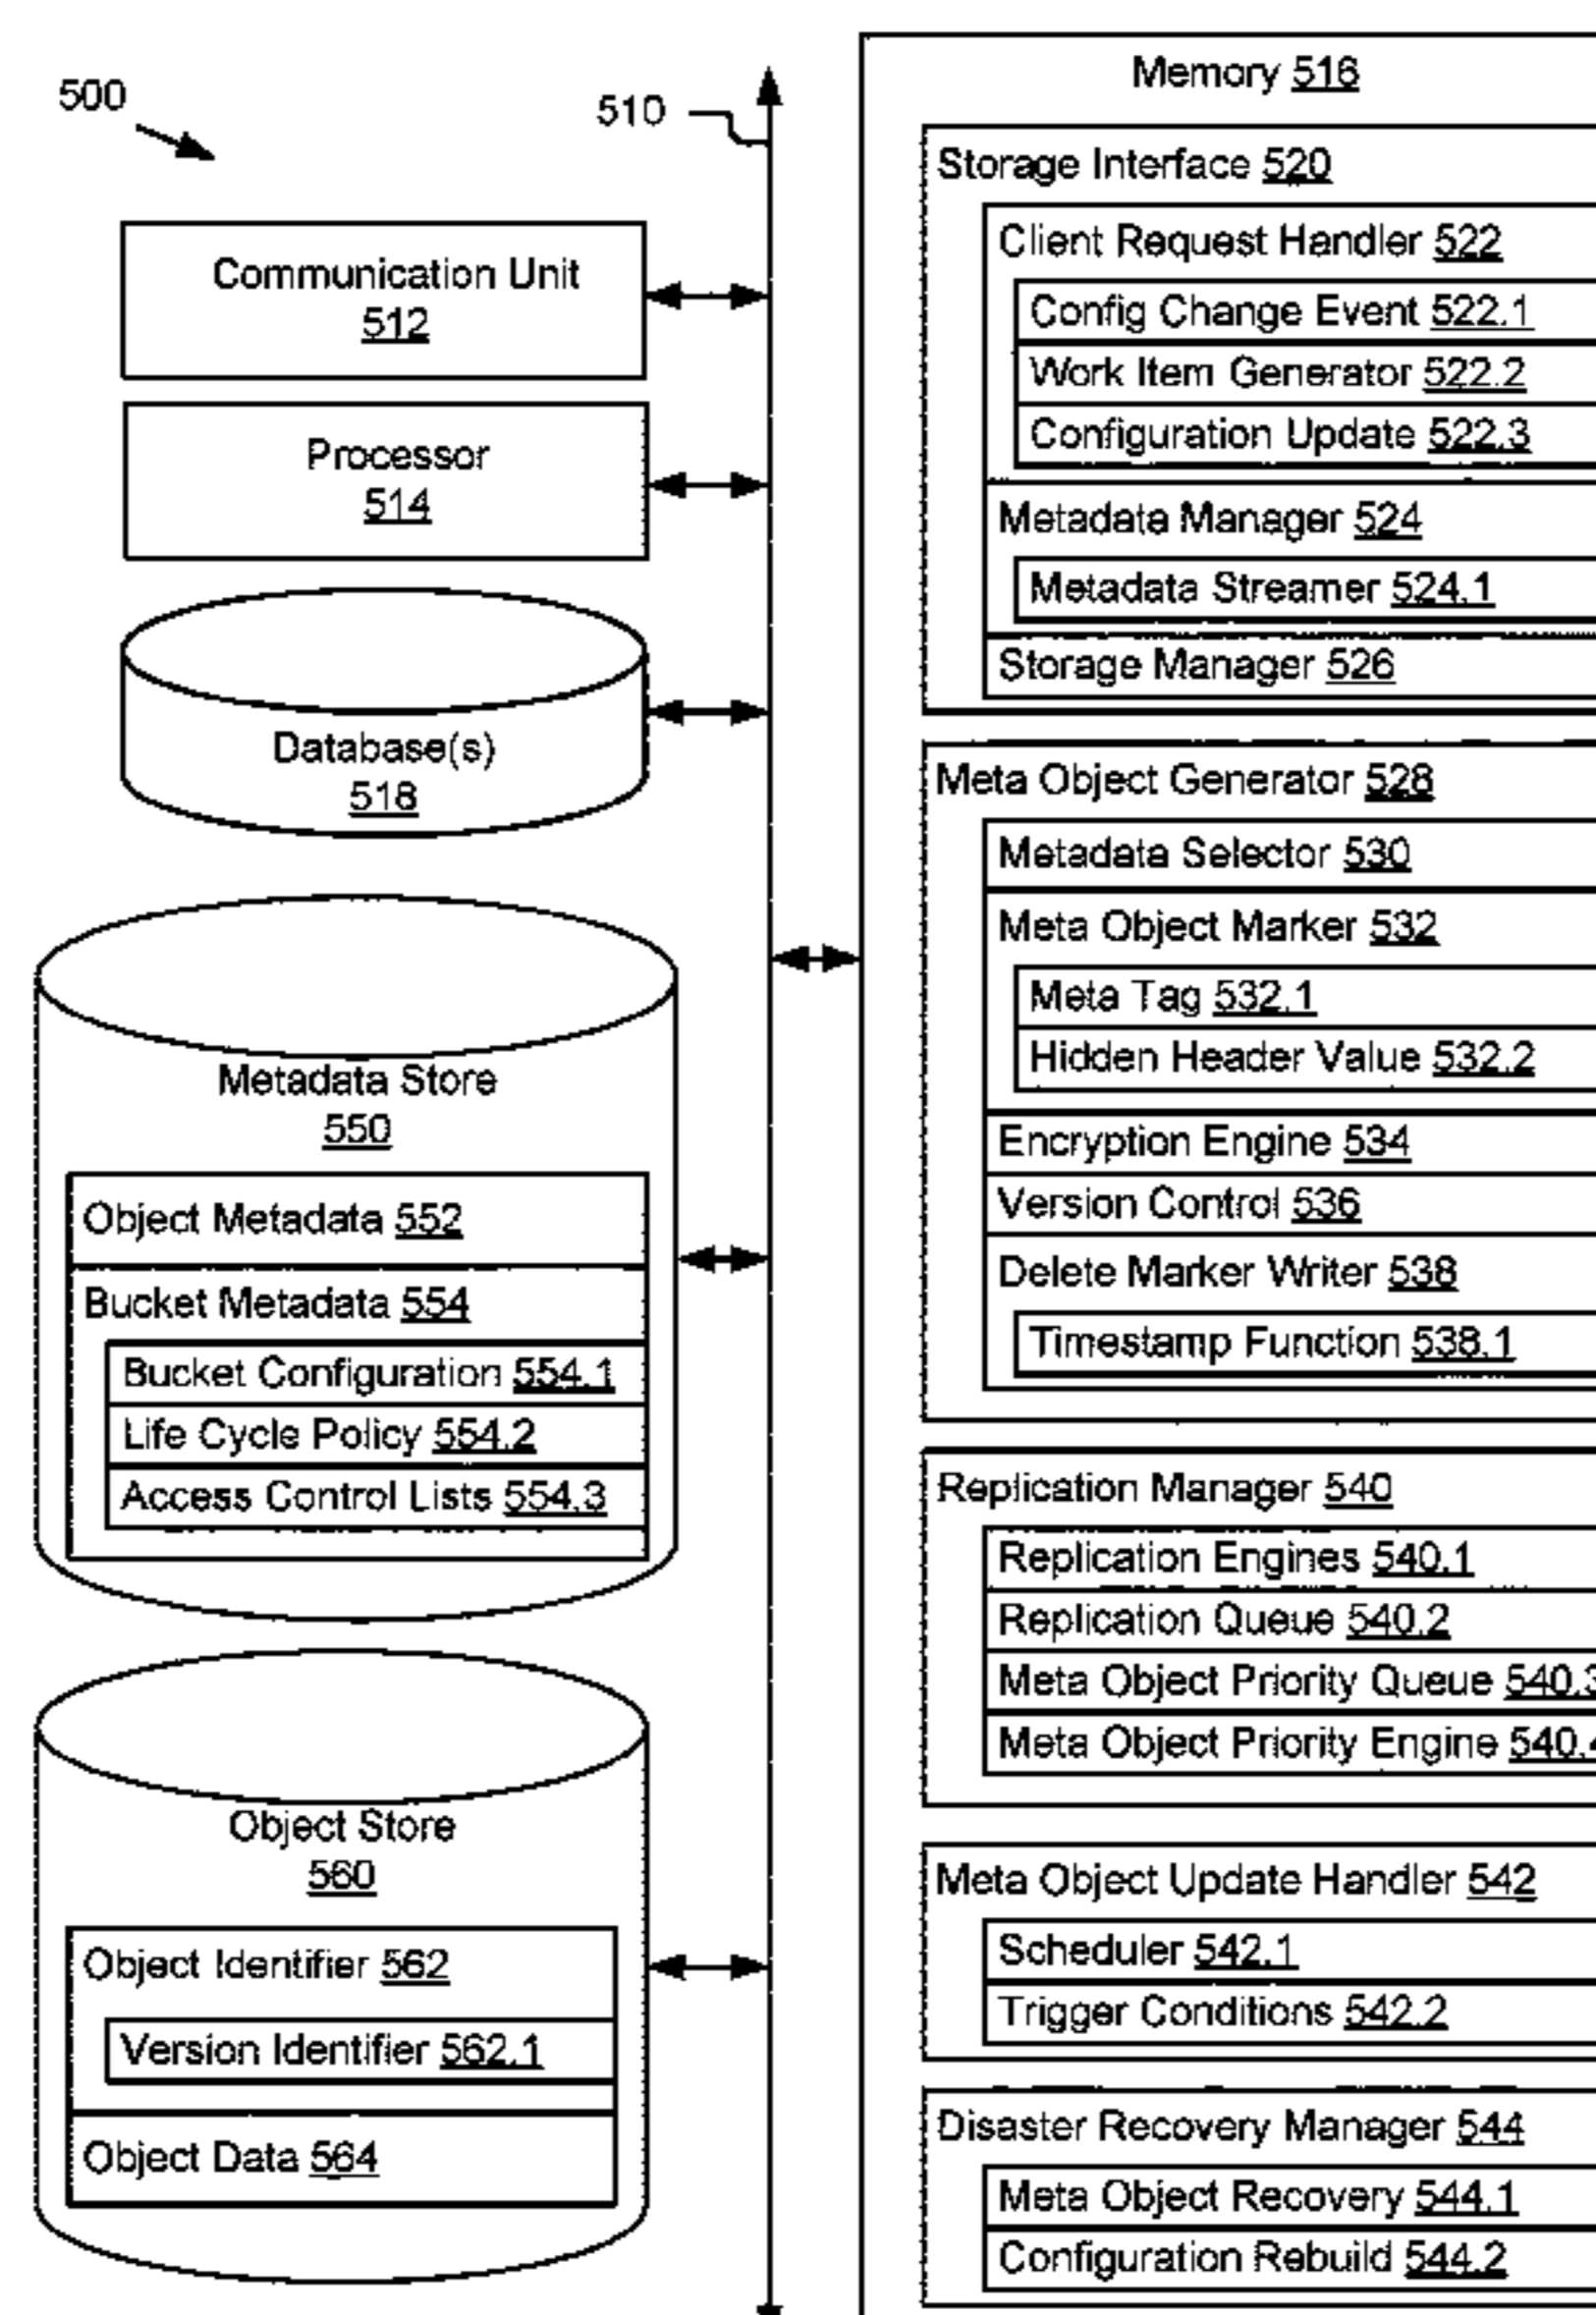 500
510
Communication Unit
512
Processor
514
Database(s)
518
Metadata Store
550
Object Metadata 552
Bucket Metadata 554
Bucket Configuration 554.1
Life Cycle Policy 554.2
Access Control Lists 554.3
Object Store
560
Object Identifier 562
Version Identifier 562.1
Object Data 564
Memory 516
Storage Interface 520
Client Request Handler 522
Config Change Event 522.1
Work Item Generator 522.2
Configuration Update 522.3
Metadata Manager 524
Metadata Streamer 524.1
Storage Manager 526
Meta Object Generator 528
Metadata Selector 530
Meta Object Marker 532
Meta Tag 532.1
Hidden Header Value 532.2
Encryption Engine 534
Version Control 536
Delete Marker Writer 538
Timestamp Function 538.1
Replication Manager 540
Replication Engines 540.1
Replication Queue 540.2
Meta Object Priority Queue 540.3
Meta Object Priority Engine 540.4
Meta Object Update Handler 542
Scheduler 542.1
Trigger Conditions 542.2
Disaster Recovery Manager 544
Meta Object Recovery 544.1
Configuration Rebuild 544.2